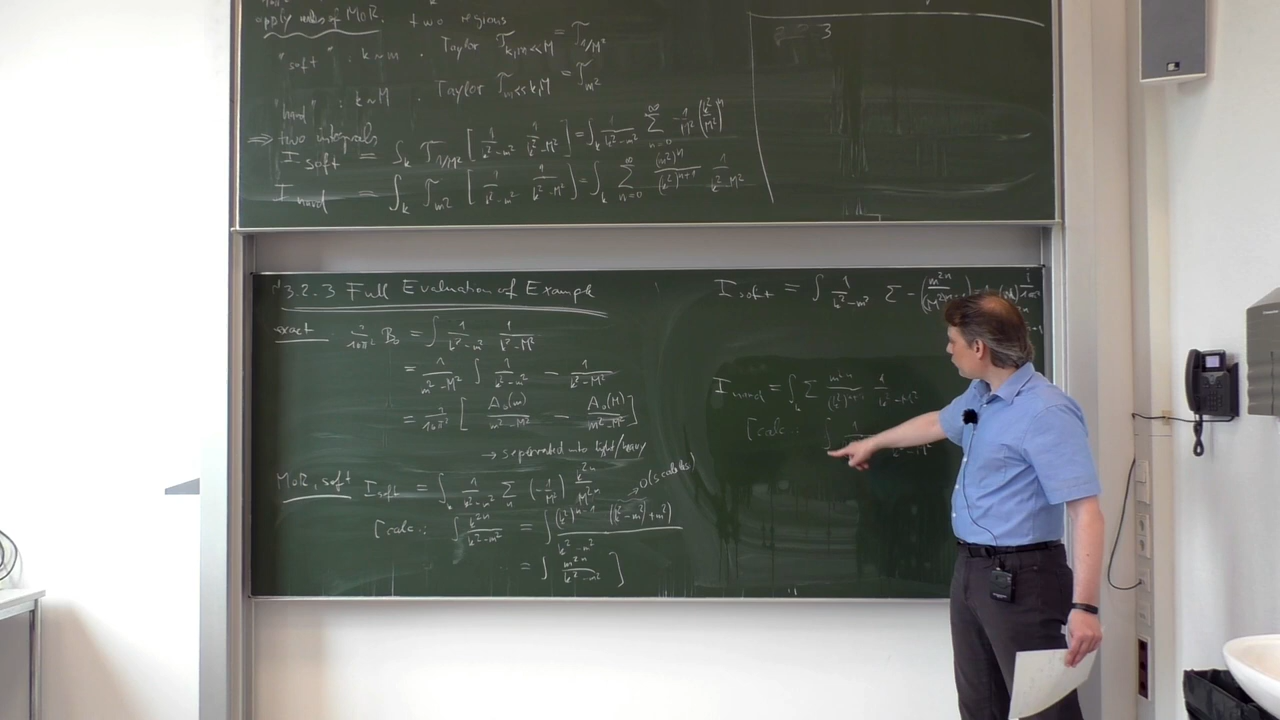 apply rules of MoR. two regions
"soft" : k ~ m . Taylor T_{k,m≪M} = T_{1/M²}
"hard" : k ~ M . Taylor T_{m≪k,M} = T_{m²}
⇒ two integrals
I_soft = ∫_k T_{1/M²} [ 1/(k²-m²) 1/(k²-M²) ] = ∫_k 1/(k²-m²) ∑_{n=0}^∞ -1/M² (k²/M²)^n
I_hard = ∫_k T_{m²} [ 1/(k²-m²) 1/(k²-M²) ] = ∫_k ∑_{n=0}^∞ (m²)^n/(k²)^{n+1} 1/(k²-M²)
3.2.3 Full Evaluation of Example
exact i/16π² B₀ = ∫ 1/(k²-m²) 1/(k²-M²)
= 1/(m²-M²) ∫ 1/(k²-m²) - 1/(k²-M²)
= i/16π² [ A₀(m)/(m²-M²) - A₀(M)/(m²-M²) ]
→ separated into light/heavy
MoR, soft I_soft = ∫_k 1/(k²-m²) ∑_n (-1/M²) k^{2n}/M^{2n}
[calc: ∫ k^{2n}/(k²-m²) = ∫ (k²)^{n-1} ((k²-m²)+m²)/(k²-m²) → 0 (scaleless)
= ∫ m^{2n}/(k²-m²) ]
I_soft = ∫ 1/(k²-m²) ∑ -
I_hard = ∫_k ∑ m^{2n}/(k²)^{n+1} 1/(k²-M²)
[calc: ∫